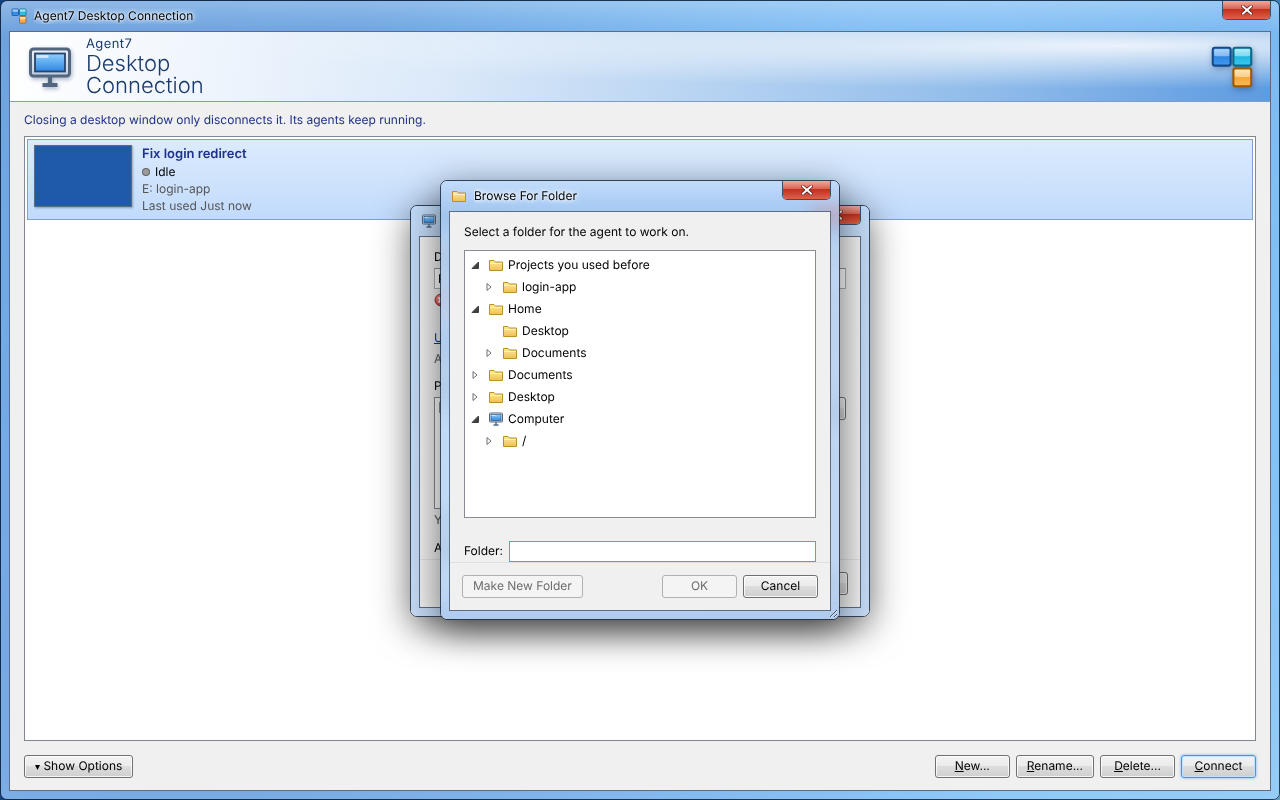 Agent7 Desktop Connection
Agent7
Desktop
Connection
Closing a desktop window only disconnects it. Its agents keep running.
Fix login redirect
Idle
E: login-app
Last used Just now
Browse For Folder
Select a folder for the agent to work on.
Projects you used before
login-app
Home
Desktop
Documents
Documents
Desktop
Computer
/
Folder:
Make New Folder
OK
Cancel
Show Options
New...
Rename...
Delete...
Connect